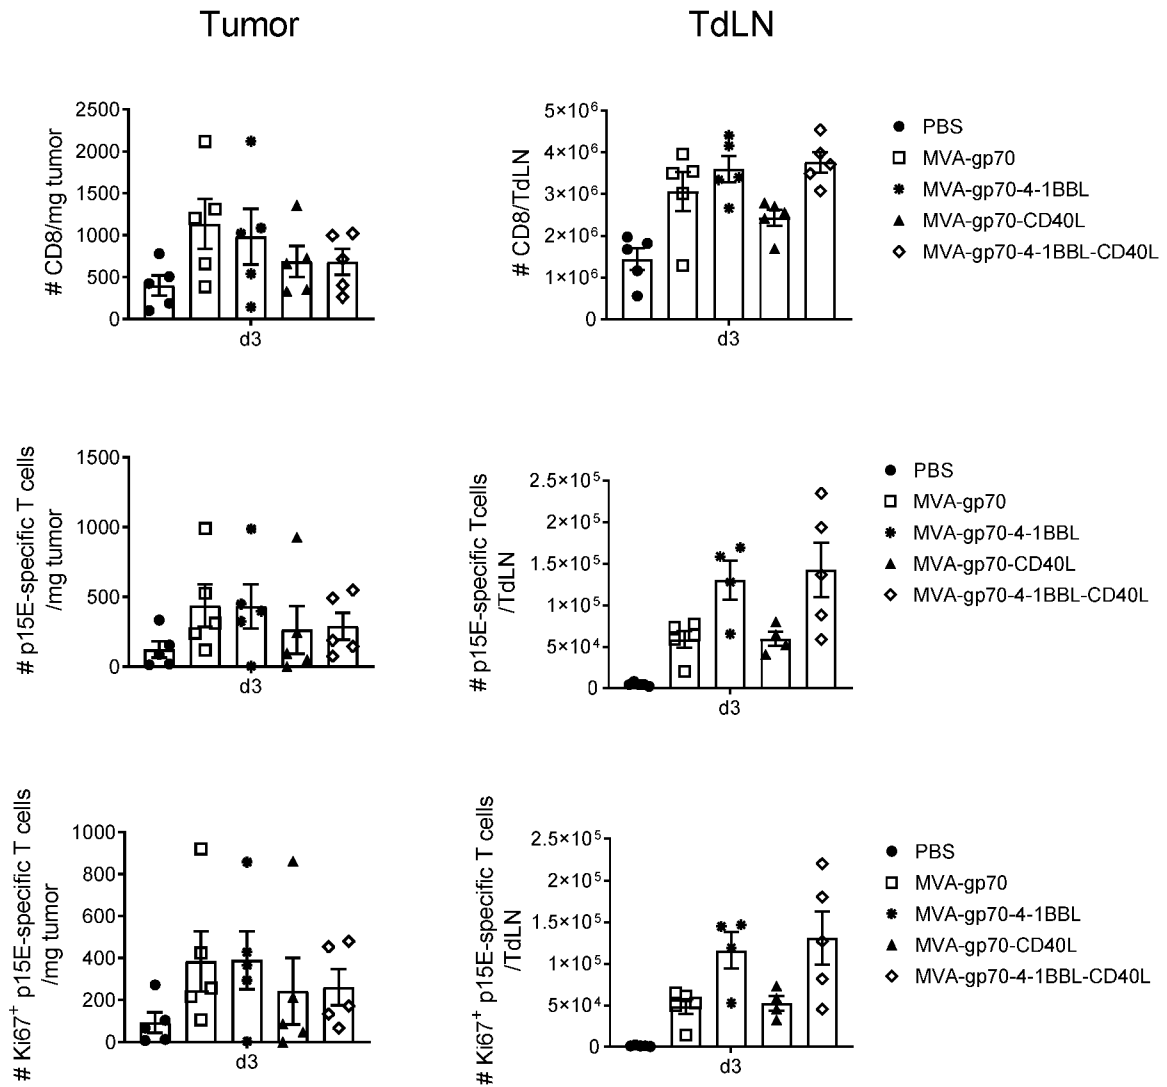 Tumor
TdLN
# CD8/mg tumor
2500
2000
1500
1000
500
0
d3
# CD8/TdLN
5×10⁶
4×10⁶
3×10⁶
2×10⁶
1×10⁶
0
d3
PBS
MVA-gp70
MVA-gp70-4-1BBL
MVA-gp70-CD40L
MVA-gp70-4-1BBL-CD40L
# p15E-specific T cells
/mg tumor
1500
1000
500
0
d3
# p15E-specific Tcells
/TdLN
2.5×10⁵
2×10⁵
1.5×10⁵
1×10⁵
5×10⁴
0
d3
PBS
MVA-gp70
MVA-gp70-4-1BBL
MVA-gp70-CD40L
MVA-gp70-4-1BBL-CD40L
# Ki67⁺ p15E-specific T cells
/mg tumor
1000
800
600
400
200
0
d3
# Ki67⁺ p15E-specific T cells
/TdLN
2.5×10⁵
2×10⁵
1.5×10⁵
1×10⁵
5×10⁴
0
d3
PBS
MVA-gp70
MVA-gp70-4-1BBL
MVA-gp70-CD40L
MVA-gp70-4-1BBL-CD40L